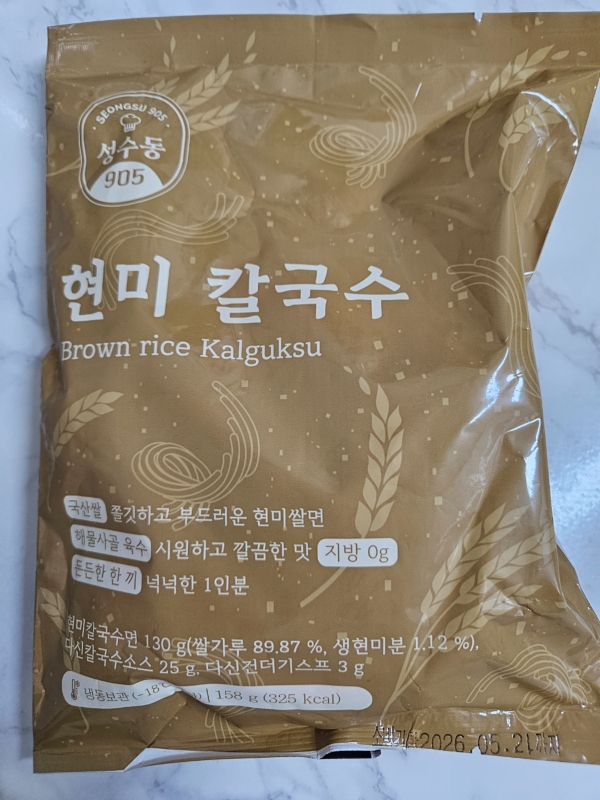 SEONGSU 905
성수동
905
현미 칼국수
Brown rice Kalguksu
국산쌀 쫄깃하고 부드러운 현미쌀면
해물사골 육수 시원하고 깔끔한 맛 지방 0g
든든한 한 끼 넉넉한 1인분
현미칼국수면 130 g(쌀가루 89.87 %, 생현미분 1.12 %),
다신칼국수소스 25 g, 다신건더기스프 3 g
냉동보관 (-18 | 158 g (325 kcal)
소비기한 2026.05.21까지